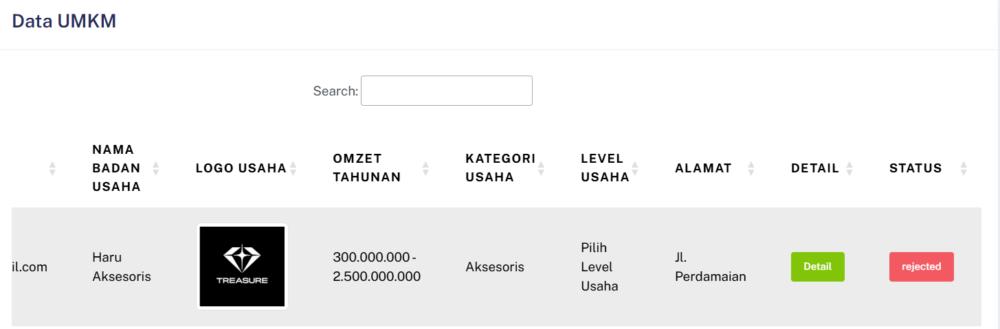 Data UMKM
Search:
NAMA
BADAN
USAHA
LOGO USAHA
OMZET
TAHUNAN
KATEGORI
USAHA
LEVEL
USAHA
ALAMAT
DETAIL
STATUS
il.com
Haru
Aksesoris
TREASURE
300.000.000 -
2.500.000.000
Aksesoris
Pilih
Level
Usaha
Jl.
Perdamaian
Detail
rejected